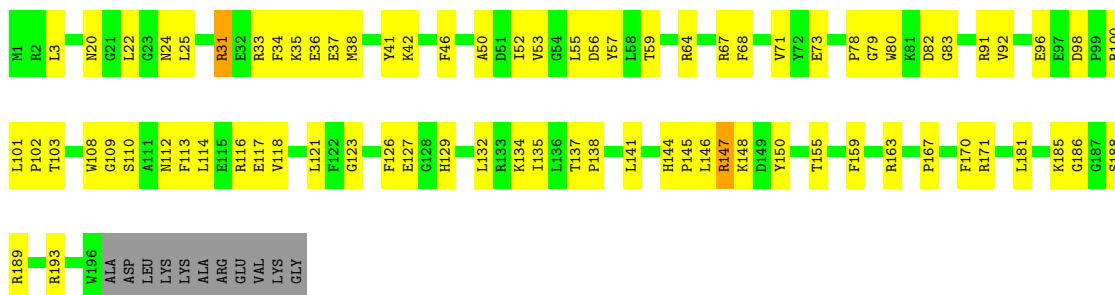 M1 R2 L3 N20 G21 L22 G23 N24 L25 R31 E32 R33 F34 K35 E36 E37 M38 Y41 K42 F46 A50 D51 I52 V53 G54 L55 D56 Y57 L58 T59 R64 R67 F68 V71 Y72 E73 P78 G79 W80 K81 D82 G83 R91 V92 E96 E97 D98 P99 R100
L101 P102 T103 W108 G109 S110 A111 N112 F113 L114 E115 R116 E117 V118 L121 F122 G123 F126 E127 G128 H129 L132 R133 K134 I135 L136 T137 P138 L141 H144 P145 L146 R147 K148 D149 Y150 T155 F159 R163 P167 F170 R171 L181 K185 G186 G187 S188
R189 R193 W196 ALA ASP LEU LYS LYS ALA ARG GLU VAL LYS GLY